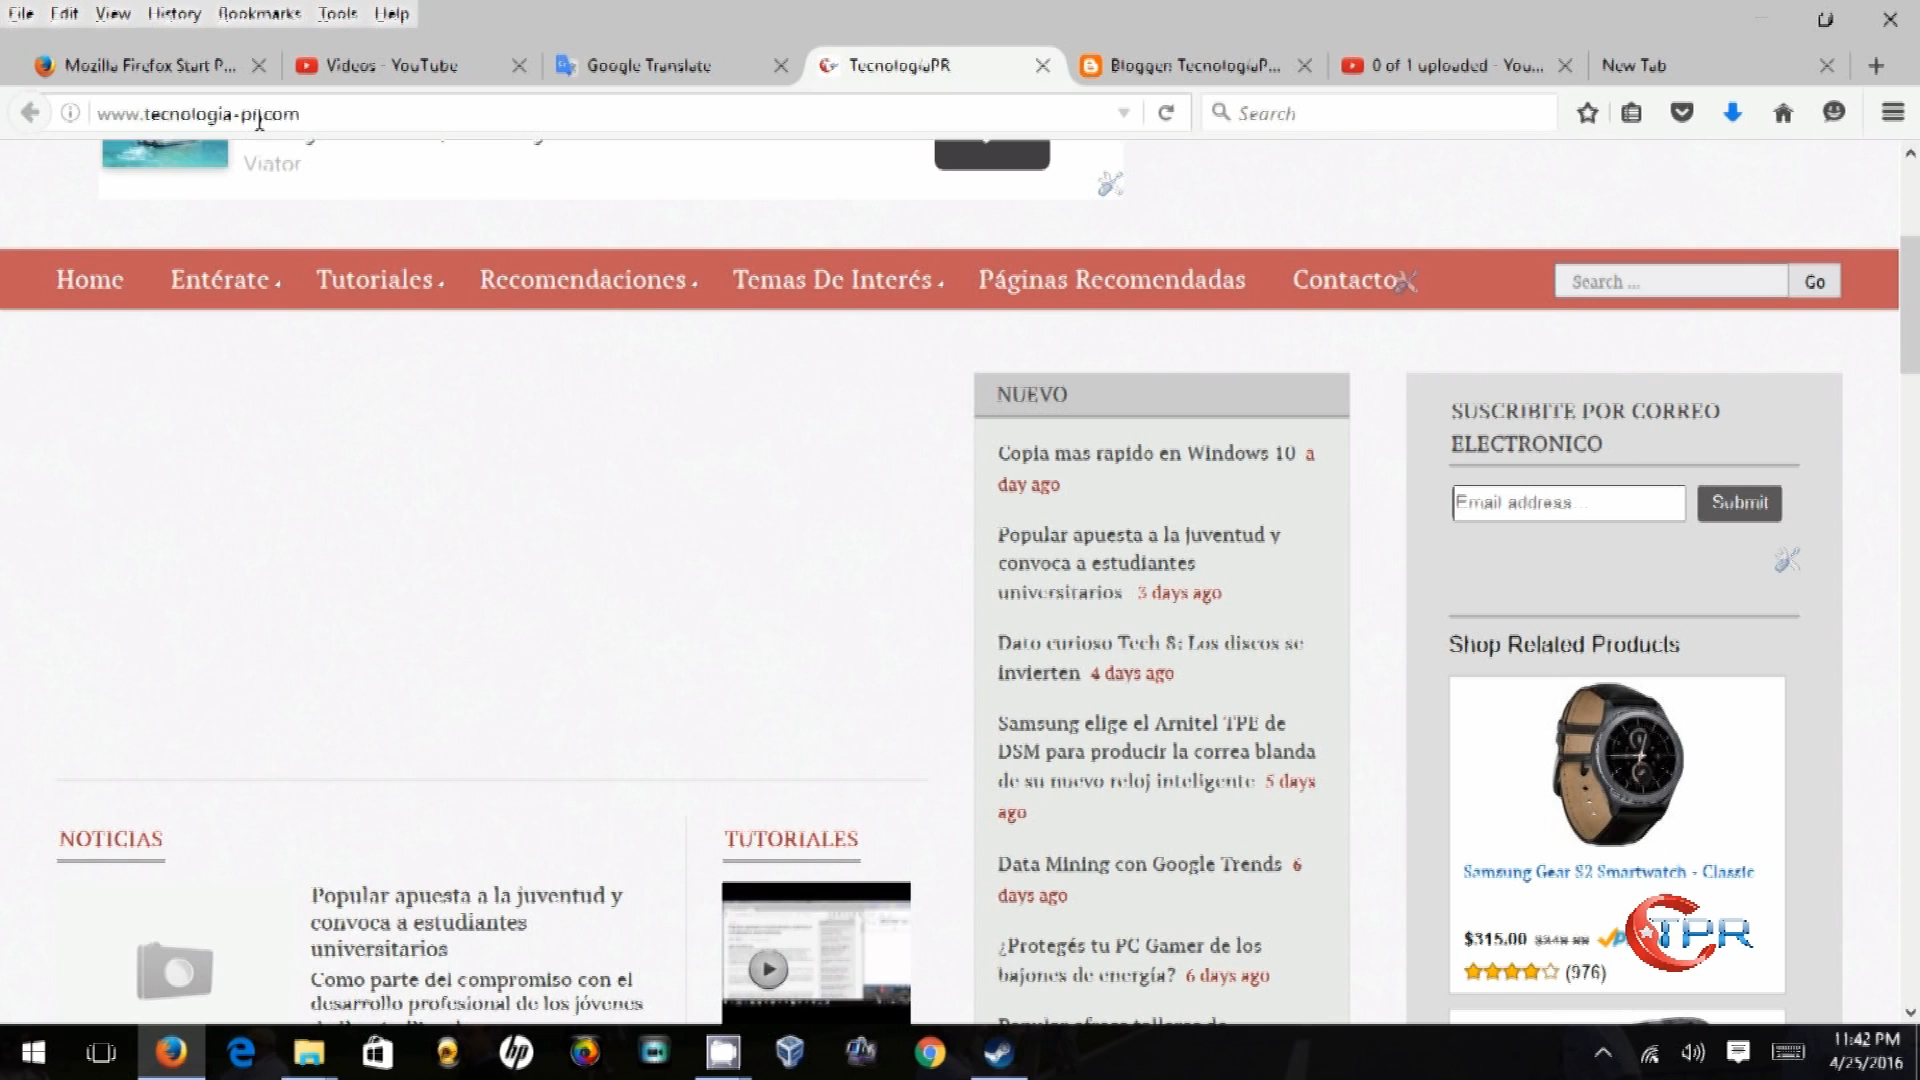 File Edit View History Bookmarks Tools Help
Mozilla Firefox Start P... Videos - YouTube Google Translate TecnologiaPR Blogger: TecnologiaP... 0 of 1 uploaded - You... New Tab
www.tecnologia-pr.com Search
Viator
Home Entérate Tutoriales Recomendaciones Temas De Interés Páginas Recomendadas Contacto Search ... Go
NUEVO
Copia mas rapido en Windows 10 a
day ago
Popular apuesta a la juventud y
convoca a estudiantes
universitarios 3 days ago
Dato curioso Tech 8: Los discos se
invierten 4 days ago
Samsung elige el Arnitel TPE de
DSM para producir la correa blanda
de su nuevo reloj inteligente 5 days
ago
Data Mining con Google Trends 6
days ago
¿Protegés tu PC Gamer de los
bajones de energía? 6 days ago
SUSCRIBITE POR CORREO
ELECTRONICO
Email address... Submit
Shop Related Products
Samsung Gear S2 Smartwatch - Classic
$315.00
(976)
TPR
NOTICIAS
Popular apuesta a la juventud y
convoca a estudiantes
universitarios
Como parte del compromiso con el
desarrollo profesional de los jóvenes
TUTORIALES
11:42 PM
4/25/2016